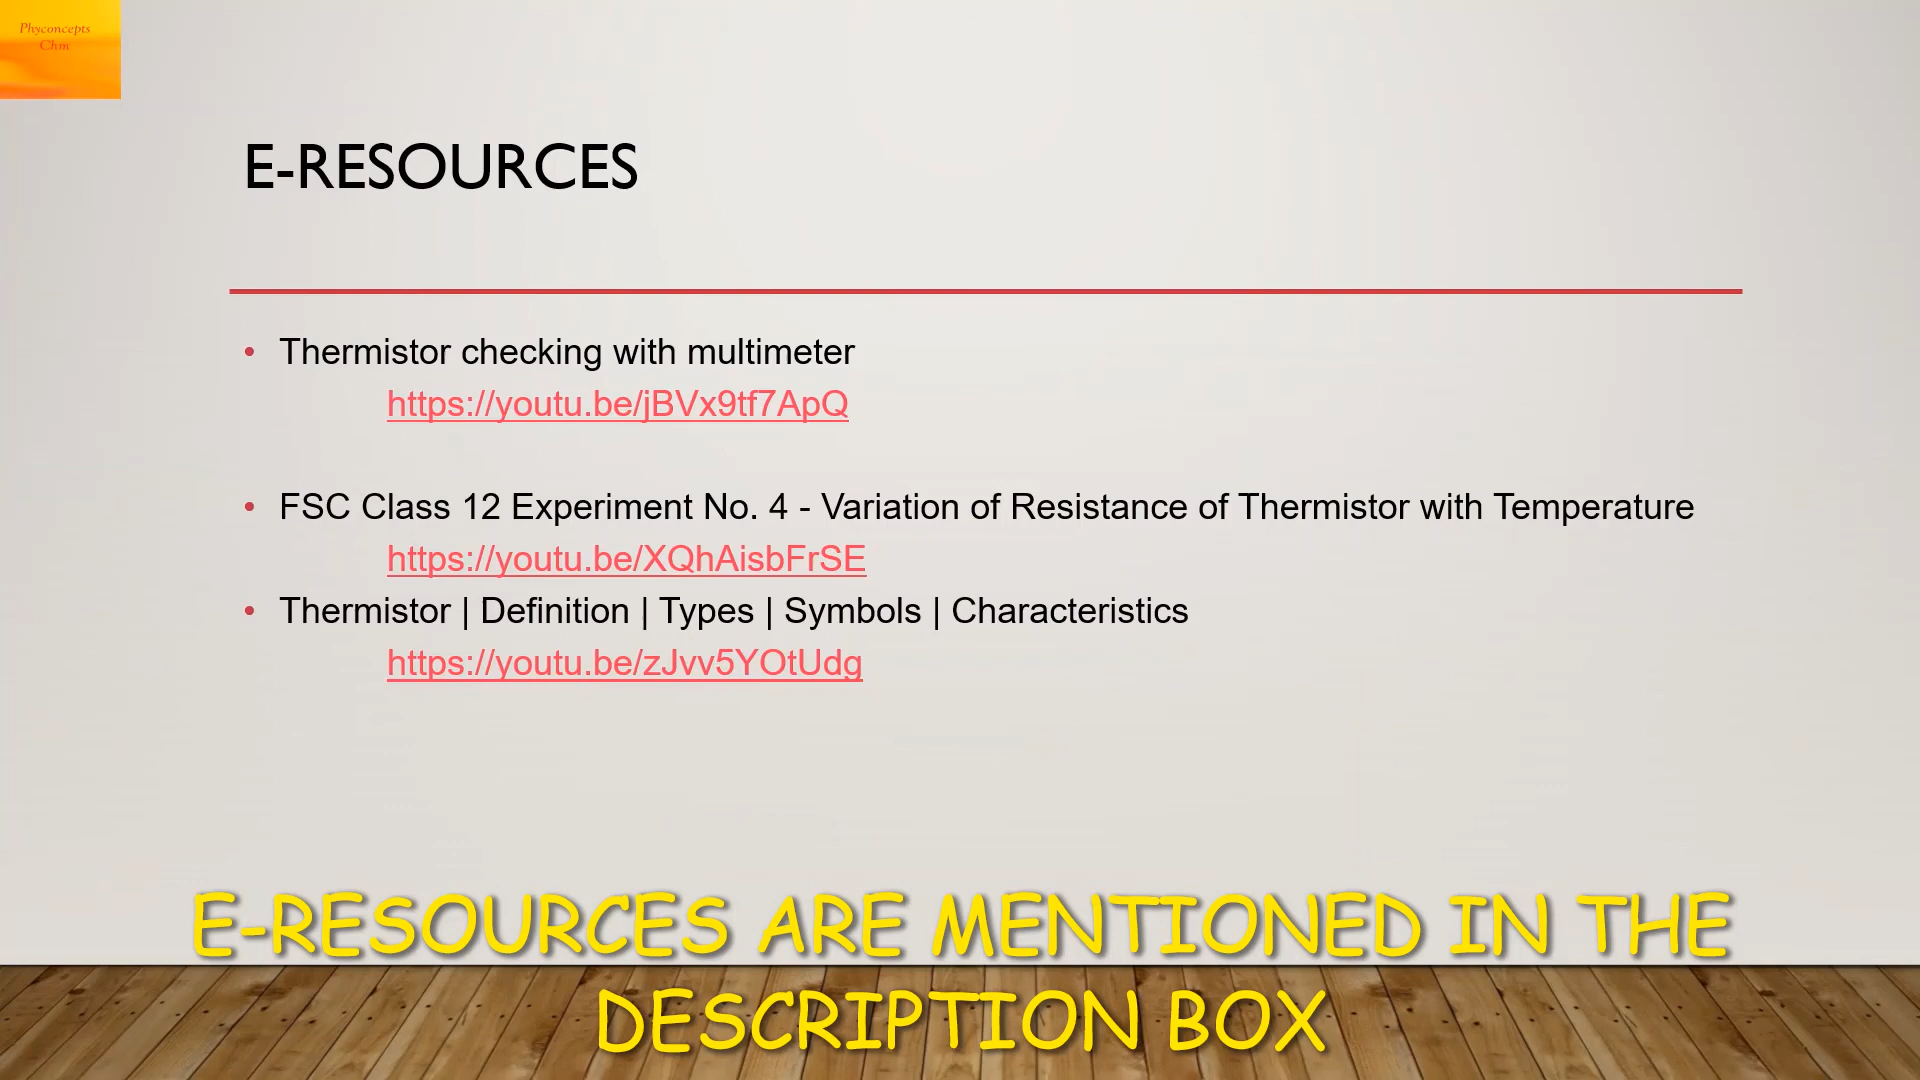 Phyconcepts
Chm
E-RESOURCES
• Thermistor checking with multimeter
https://youtu.be/jBVx9tf7ApQ
• FSC Class 12 Experiment No. 4 - Variation of Resistance of Thermistor with Temperature
https://youtu.be/XQhAisbFrSE
• Thermistor | Definition | Types | Symbols | Characteristics
https://youtu.be/zJvv5YOtUdg
E-RESOURCES ARE MENTIONED IN THE
DESCRIPTION BOX